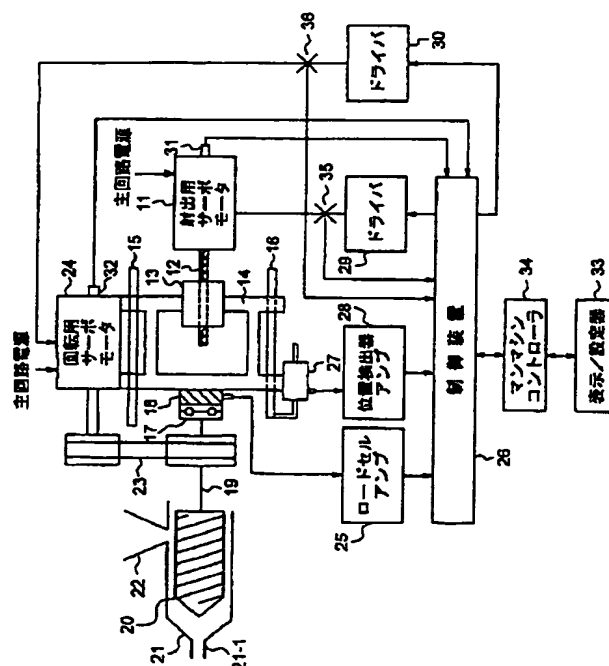 主回路電源
24
32
回転用
サーボ
モータ
主回路電源
11
31
射出用
サーボ
モータ
38
15
13
12
14
35
ドライバ
30
23
18
17
16
27
ドライバ
29
22
19
28
位置検出器
アンプ
20
21
21-1
ロードセル
アンプ
25
制御装置
26
34
マンマシン
コントローラ
33
表示/設定器